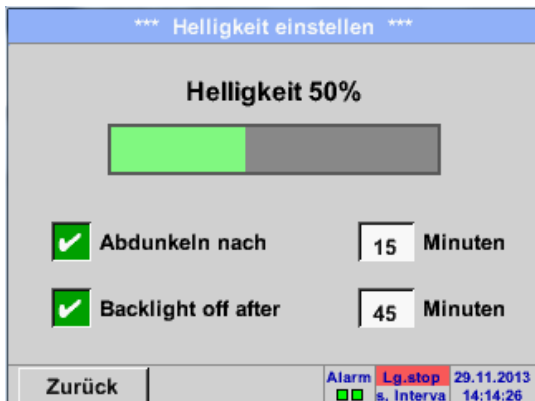 *** Helligkeit einstellen ***
Helligkeit 50%
Abdunkeln nach 15 Minuten
Backlight off after 45 Minuten
Zurück
Alarm Lg.stop 29.11.2013
s. Interva 14:14:26